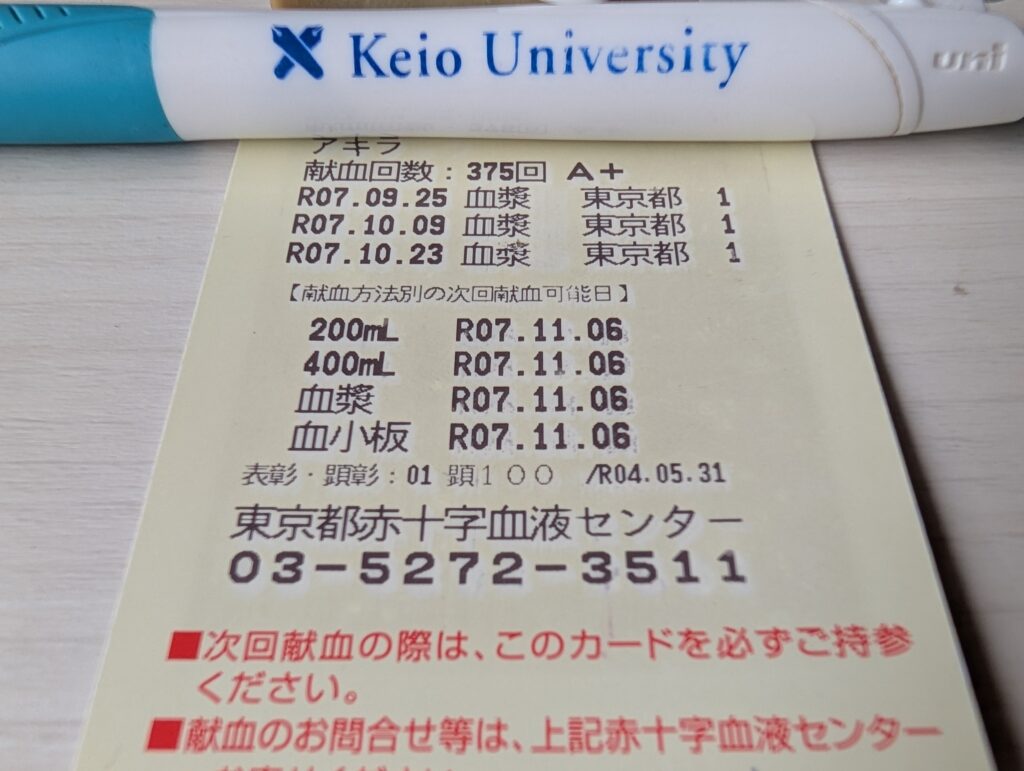 Keio University
uni
アキラ
献血回数：375回 A+
R07.09.25 血漿 東京都 1
R07.10.09 血漿 東京都 1
R07.10.23 血漿 東京都 1
【献血方法別の次回献血可能日】
200mL R07.11.06
400mL R07.11.06
血漿 R07.11.06
血小板 R07.11.06
表彰・顕彰：01 顕１００ /R04.05.31
東京都赤十字血液センター
03-5272-3511
■次回献血の際は、このカードを必ずご持参
ください。
■献血のお問合せ等は、上記赤十字血液センター